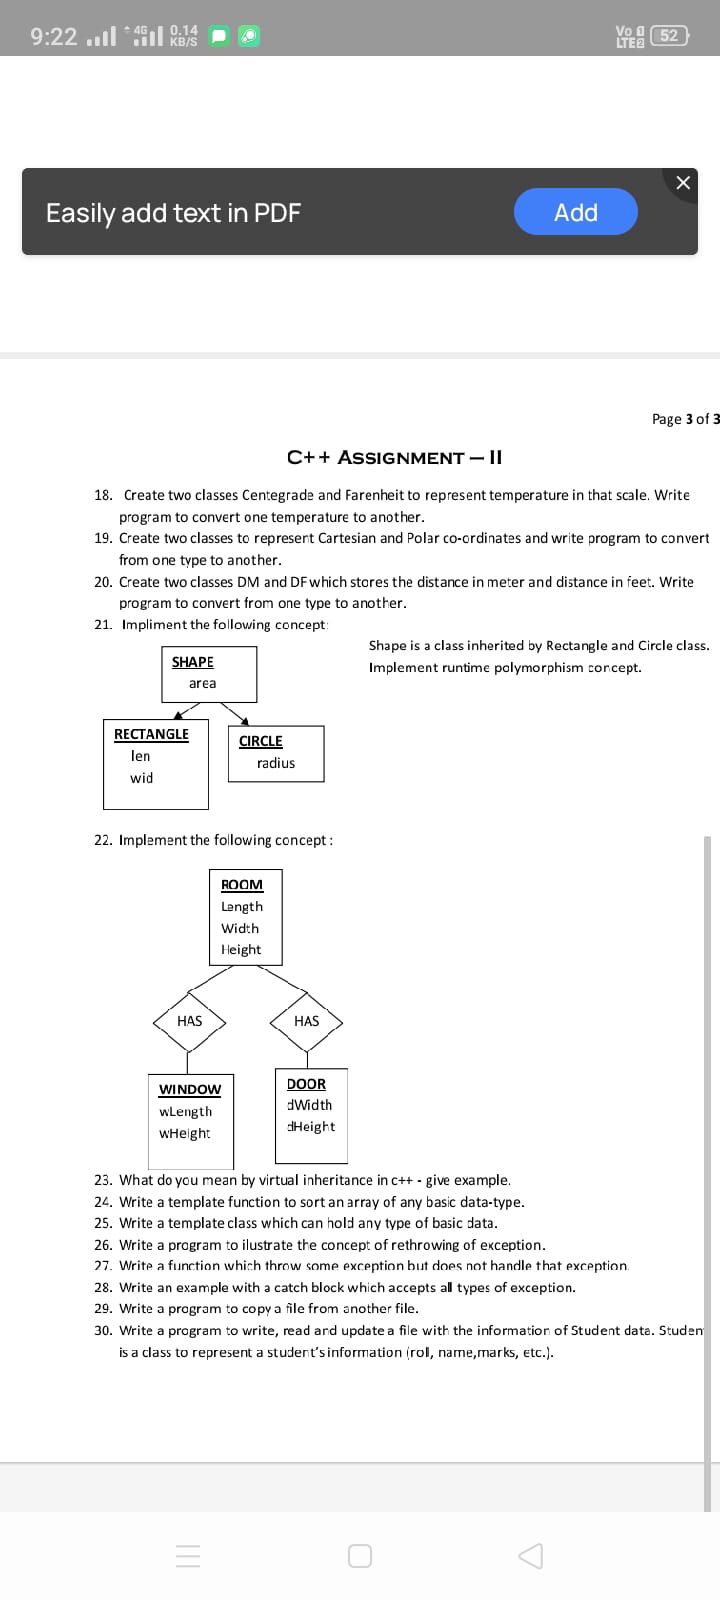 9:22 4G 0.14 KB/S Vo LTE 52
Easily add text in PDF
Add
Page 3 of 3
C++ ASSIGNMENT – II
18. Create two classes Centegrade and Farenheit to represent temperature in that scale. Write
program to convert one temperature to another.
19. Create two classes to represent Cartesian and Polar co-ordinates and write program to convert
from one type to another.
20. Create two classes DM and DF which stores the distance in meter and distance in feet. Write
program to convert from one type to another.
21. Impliment the following concept:
Shape is a class inherited by Rectangle and Circle class.
Implement runtime polymorphism concept.
SHAPE
area
RECTANGLE
len
wid
CIRCLE
radius
22. Implement the following concept :
ROOM
Length
Width
Height
HAS
HAS
WINDOW
wLength
wHeight
DOOR
dWidth
dHeight
23. What do you mean by virtual inheritance in c++ - give example.
24. Write a template function to sort an array of any basic data-type.
25. Write a template class which can hold any type of basic data.
26. Write a program to ilustrate the concept of rethrowing of exception.
27. Write a function which throw some exception but does not handle that exception.
28. Write an example with a catch block which accepts all types of exception.
29. Write a program to copy a file from another file.
30. Write a program to write, read and update a file with the information of Student data. Studen
is a class to represent a student's information (roll, name,marks, etc.).